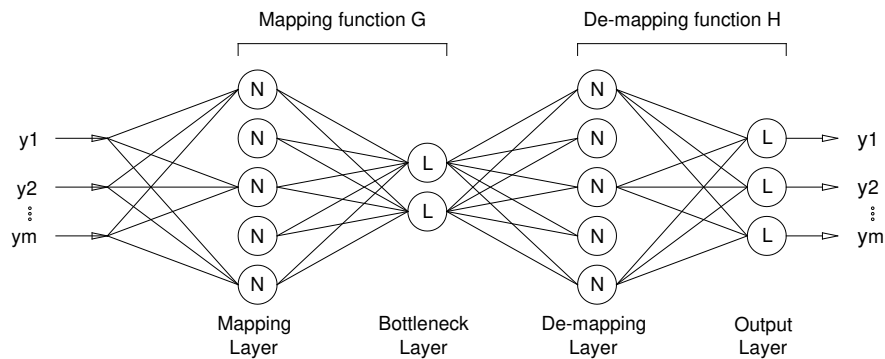 Mapping function G
De-mapping function H
N
N
N
N
N
L
L
N
N
N
N
N
L
L
L
y1
y2
ym
y1
y2
ym
Mapping
Layer
Bottleneck
Layer
De-mapping
Layer
Output
Layer